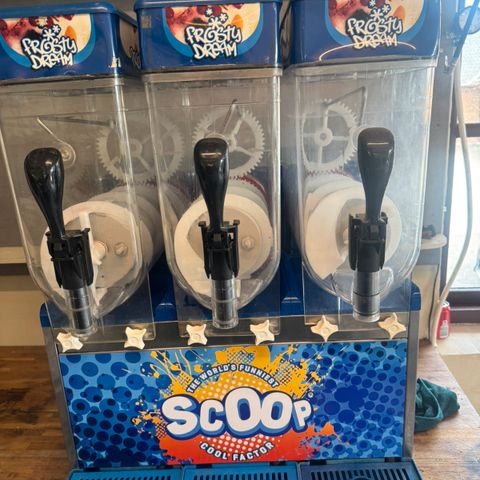 FROSTY
DREAM
FROSTY
DREAM
FROSTY
DREAM
THE WORLD'S FUNNIEST
SCOOP
COOL FACTOR